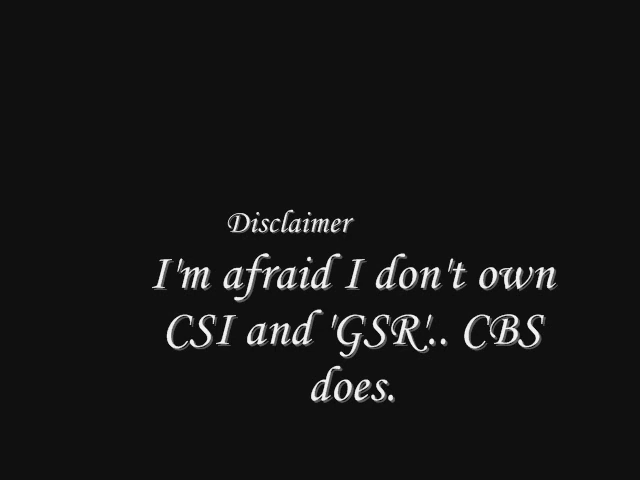 Disclaimer
I'm afraid I don't own
CSI and 'GSR'.. CBS
does.